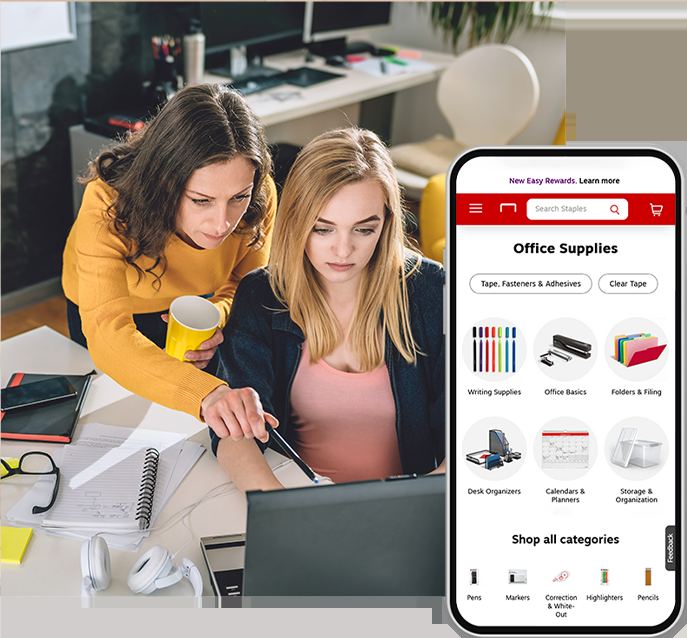 New Easy Rewards. Learn more
Search Staples
Office Supplies
Tape, Fasteners & Adhesives
Clear Tape
Writing Supplies
Office Basics
Folders & Filing
Desk Organizers
Calendars &
Planners
Storage &
Organization
Feedback
Shop all categories
Pens
Markers
Correction
& White-
Out
Highlighters
Pencils